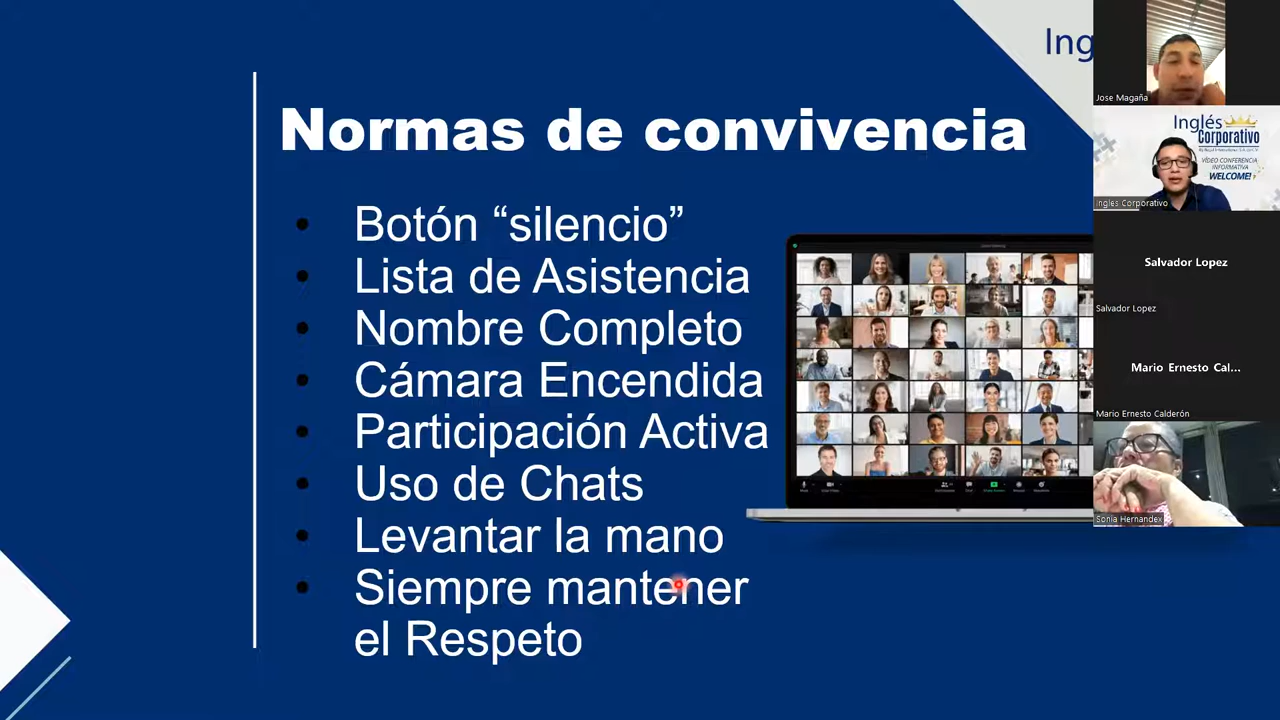 Ing
Normas de convivencia
Botón “silencio”
Lista de Asistencia
Nombre Completo
Cámara Encendida
Participación Activa
Uso de Chats
Levantar la mano
Siempre mantener
el Respeto
Jose Magaña
Inglés
Corporativo
VÍDEO CONFERENCIA
INFORMATIVA
WELCOME!
Ingles Corporativo
Salvador Lopez
Salvador Lopez
Mario Ernesto Cal...
Mario Ernesto Calderón
Sonia Hernandez